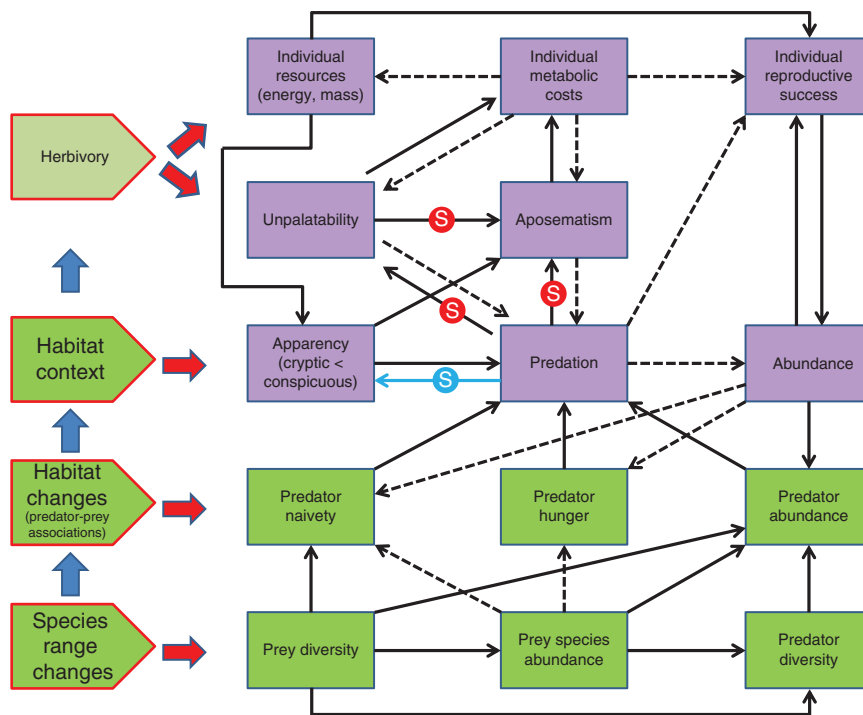 Individual
resources
(energy, mass)
Individual
metabolic
costs
Individual
reproductive
success
Herbivory
Unpalatability
S
Aposematism
S
S
Habitat
context
Apparency
(cryptic <
conspicuous)
S
Predation
Abundance
Habitat
changes
(predator-prey
associations)
Predator
naivety
Predator
hunger
Predator
abundance
Species
range
changes
Prey diversity
Prey species
abundance
Predator
diversity